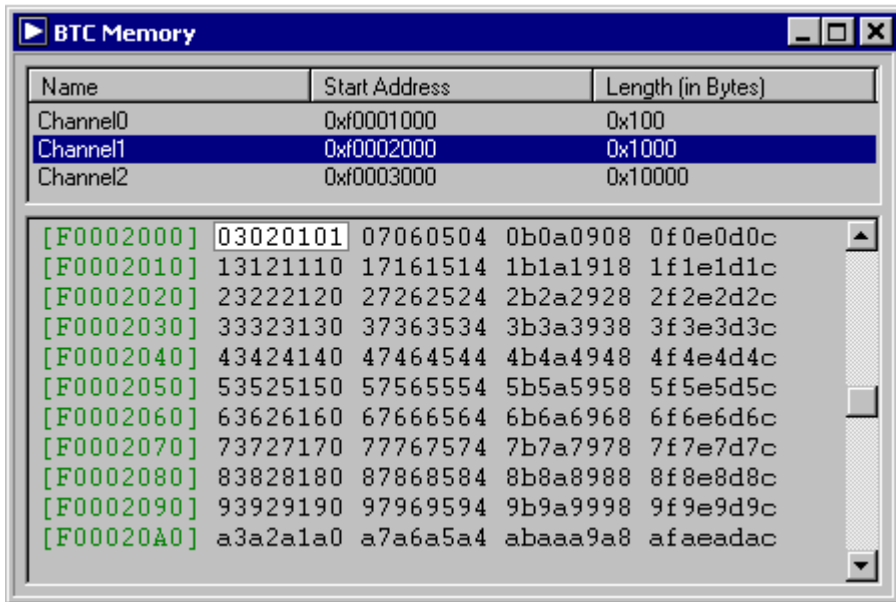 BTC Memory
Name Start Address Length (in Bytes)
Channel0 0xf0001000 0x100
Channel1 0xf0002000 0x1000
Channel2 0xf0003000 0x10000
[F0002000] 03020101 07060504 0b0a0908 0f0e0d0c
[F0002010] 13121110 17161514 1b1a1918 1f1e1d1c
[F0002020] 23222120 27262524 2b2a2928 2f2e2d2c
[F0002030] 33323130 37363534 3b3a3938 3f3e3d3c
[F0002040] 43424140 47464544 4b4a4948 4f4e4d4c
[F0002050] 53525150 57565554 5b5a5958 5f5e5d5c
[F0002060] 63626160 67666564 6b6a6968 6f6e6d6c
[F0002070] 73727170 77767574 7b7a7978 7f7e7d7c
[F0002080] 83828180 87868584 8b8a8988 8f8e8d8c
[F0002090] 93929190 97969594 9b9a9998 9f9e9d9c
[F00020A0] a3a2a1a0 a7a6a5a4 abaaa9a8 afaeadac